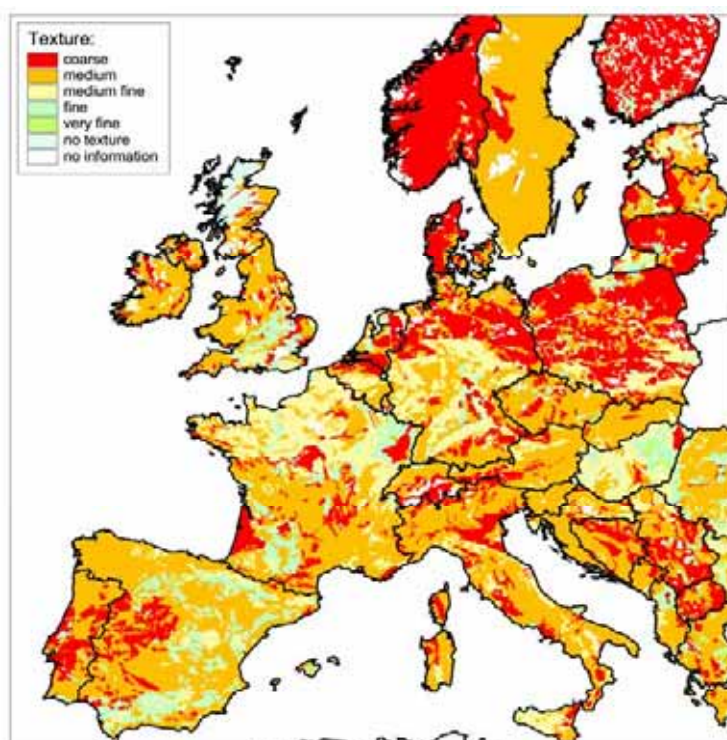 Texture:
coarse
medium
medium fine
fine
very fine
no texture
no information